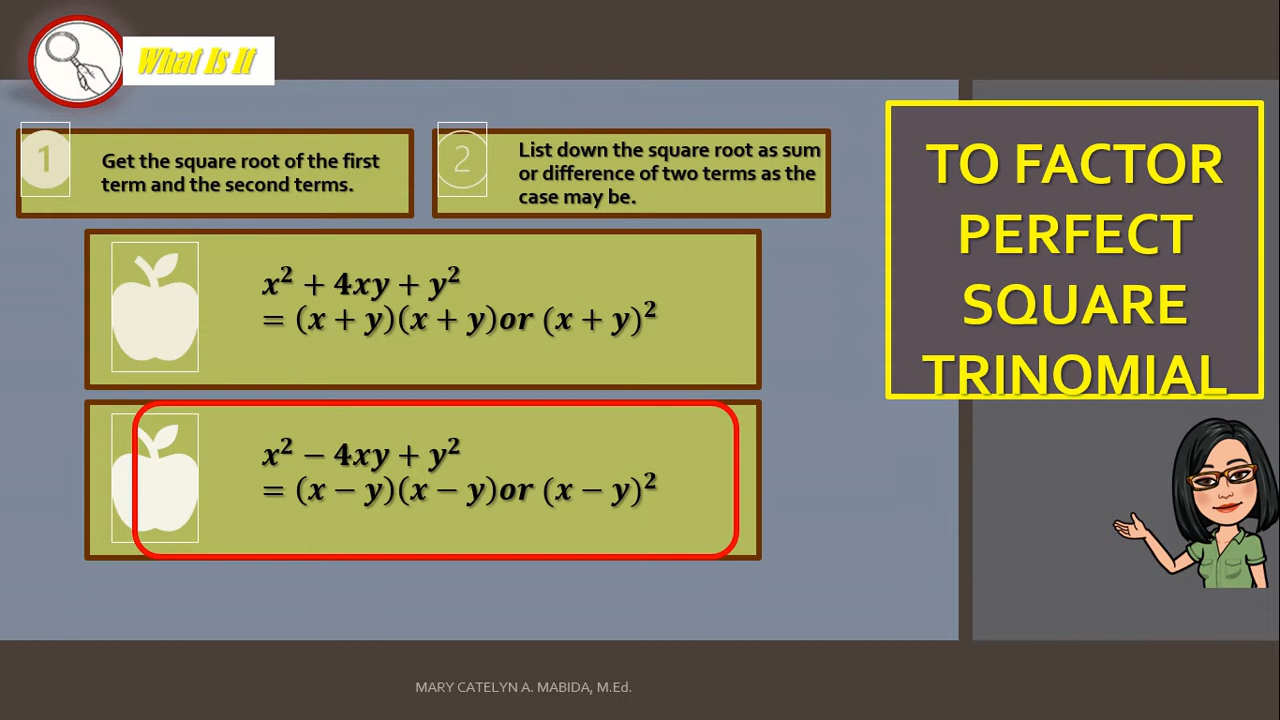 What Is It
1
Get the square root of the first
term and the second terms.
2
List down the square root as sum
or difference of two terms as the
case may be.
TO FACTOR
PERFECT
SQUARE
TRINOMIAL
x² + 4xy + y²
= (x + y)(x + y)or (x + y)²
x² − 4xy + y²
= (x − y)(x − y)or (x − y)²
MARY CATELYN A. MABIDA, M.Ed.